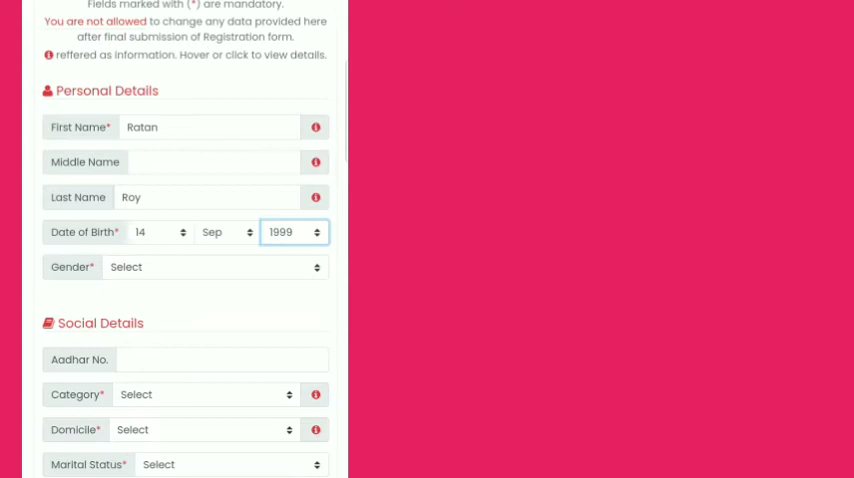 Fields marked with (*) are mandatory.
You are not allowed to change any data provided here
after final submission of Registration form.
reffered as information. Hover or click to view details.
Personal Details
First Name* Ratan
Middle Name
Last Name Roy
Date of Birth* 14 Sep 1999
Gender* Select
Social Details
Aadhar No.
Category* Select
Domicile* Select
Marital Status* Select